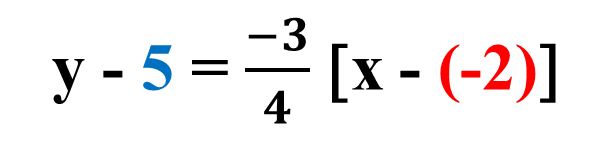 y - 5 = −3/4 [x - (-2)]